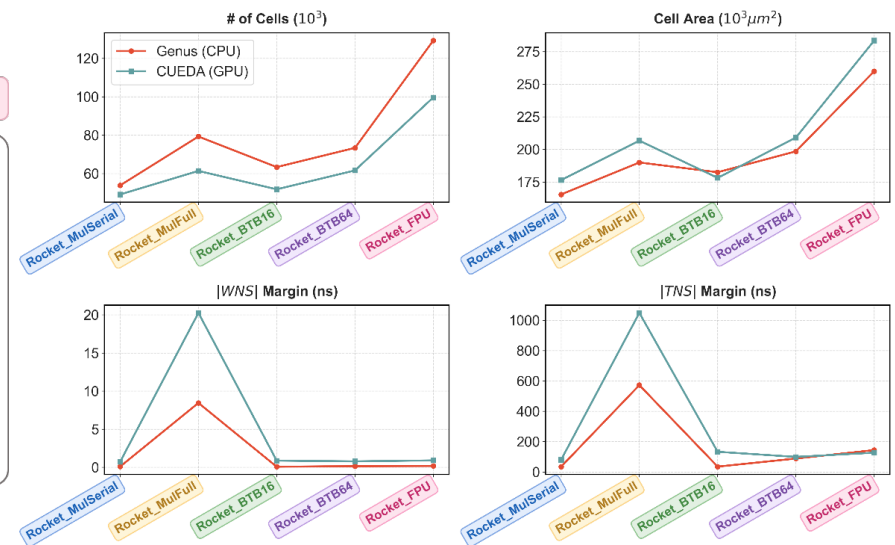 # of Cells (10³)
Genus (CPU)
CUEDA (GPU)
120
100
80
60
Rocket_MulSerial
Rocket_MulFull
Rocket_BTB16
Rocket_BTB64
Rocket_FPU
Cell Area (10³μm²)
275
250
225
200
175
Rocket_MulSerial
Rocket_MulFull
Rocket_BTB16
Rocket_BTB64
Rocket_FPU
|WNS| Margin (ns)
20
15
10
5
0
Rocket_MulSerial
Rocket_MulFull
Rocket_BTB16
Rocket_BTB64
Rocket_FPU
|TNS| Margin (ns)
1000
800
600
400
200
0
Rocket_MulSerial
Rocket_MulFull
Rocket_BTB16
Rocket_BTB64
Rocket_FPU